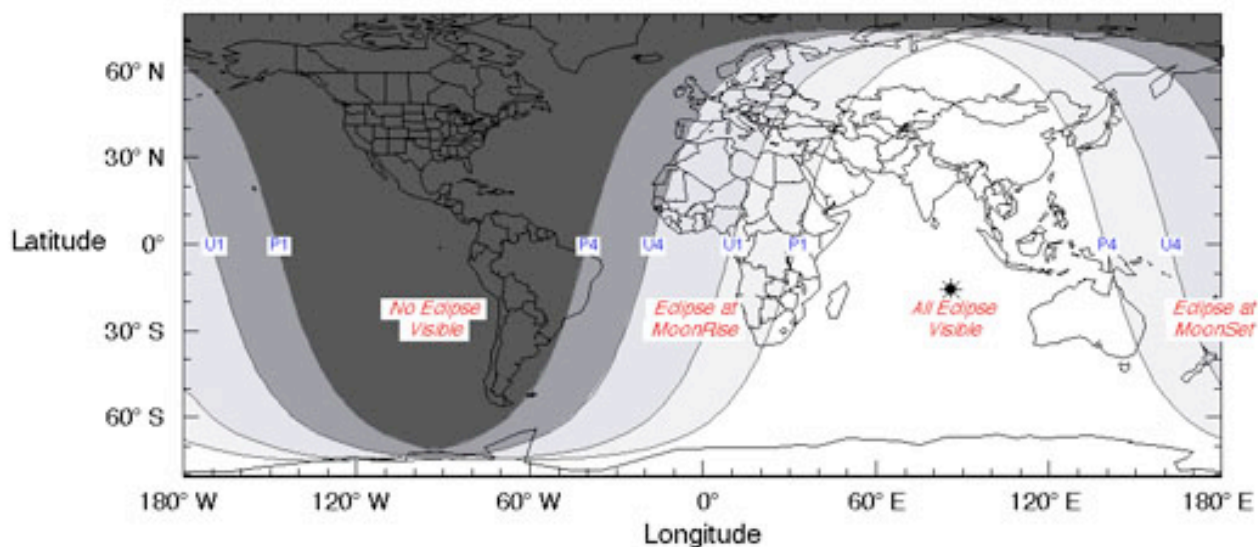 60° N
30° N
Latitude 0°
U1 P1 P4 U4 U1 P1 P4 U4
No Eclipse
Visible
Eclipse at
MoonRise
All Eclipse
Visible
Eclipse at
MoonSet
30° S
60° S
180° W 120° W 60° W 0° 60° E 120° E 180° E
Longitude